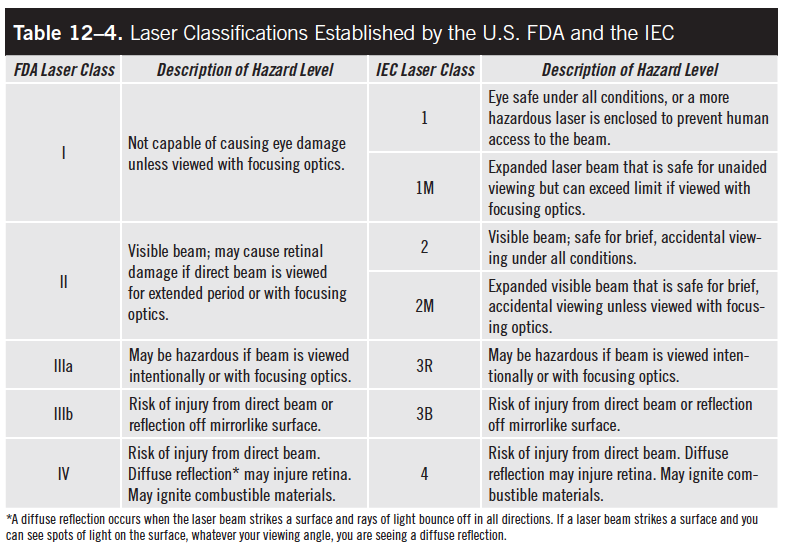 Table 12–4. Laser Classifications Established by the U.S. FDA and the IEC
FDA Laser Class
Description of Hazard Level
IEC Laser Class
Description of Hazard Level
I
Not capable of causing eye damage
unless viewed with focusing optics.
1
Eye safe under all conditions, or a more
hazardous laser is enclosed to prevent human
access to the beam.
1M
Expanded laser beam that is safe for unaided
viewing but can exceed limit if viewed with
focusing optics.
II
Visible beam; may cause retinal
damage if direct beam is viewed
for extended period or with focusing
optics.
2
Visible beam; safe for brief, accidental view-
ing under all conditions.
2M
Expanded visible beam that is safe for brief,
accidental viewing unless viewed with focus-
ing optics.
IIIa
May be hazardous if beam is viewed
intentionally or with focusing optics.
3R
May be hazardous if beam is viewed inten-
tionally or with focusing optics.
IIIb
Risk of injury from direct beam or
reflection off mirrorlike surface.
3B
Risk of injury from direct beam or reflection
off mirrorlike surface.
IV
Risk of injury from direct beam.
Diffuse reflection* may injure retina.
May ignite combustible materials.
4
Risk of injury from direct beam. Diffuse
reflection may injure retina. May ignite com-
bustible materials.
*A diffuse reflection occurs when the laser beam strikes a surface and rays of light bounce off in all directions. If a laser beam strikes a surface and you
can see spots of light on the surface, whatever your viewing angle, you are seeing a diffuse reflection.